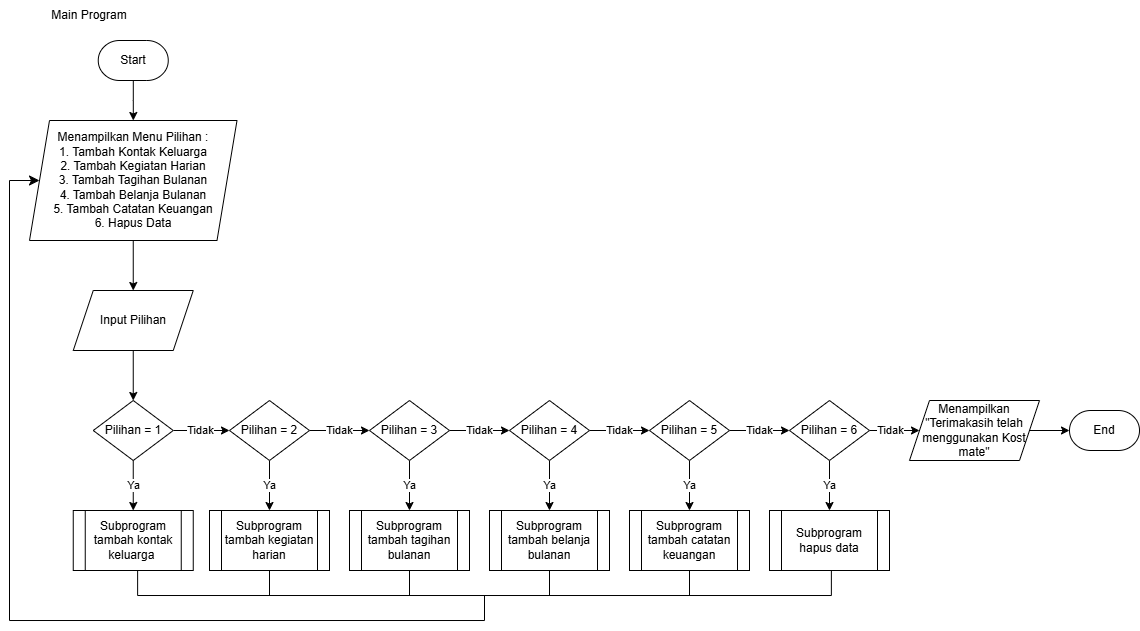 Main Program
Start
Menampilkan Menu Pilihan :
1. Tambah Kontak Keluarga
2. Tambah Kegiatan Harian
3. Tambah Tagihan Bulanan
4. Tambah Belanja Bulanan
5. Tambah Catatan Keuangan
6. Hapus Data
Input Pilihan
Pilihan = 1
Tidak
Pilihan = 2
Tidak
Pilihan = 3
Tidak
Pilihan = 4
Tidak
Pilihan = 5
Tidak
Pilihan = 6
Tidak
Menampilkan
"Terimakasih telah
menggunakan Kost
mate"
End
Ya
Ya
Ya
Ya
Ya
Ya
Subprogram
tambah kontak
keluarga
Subprogram
tambah kegiatan
harian
Subprogram
tambah tagihan
bulanan
Subprogram
tambah belanja
bulanan
Subprogram
tambah catatan
keuangan
Subprogram
hapus data